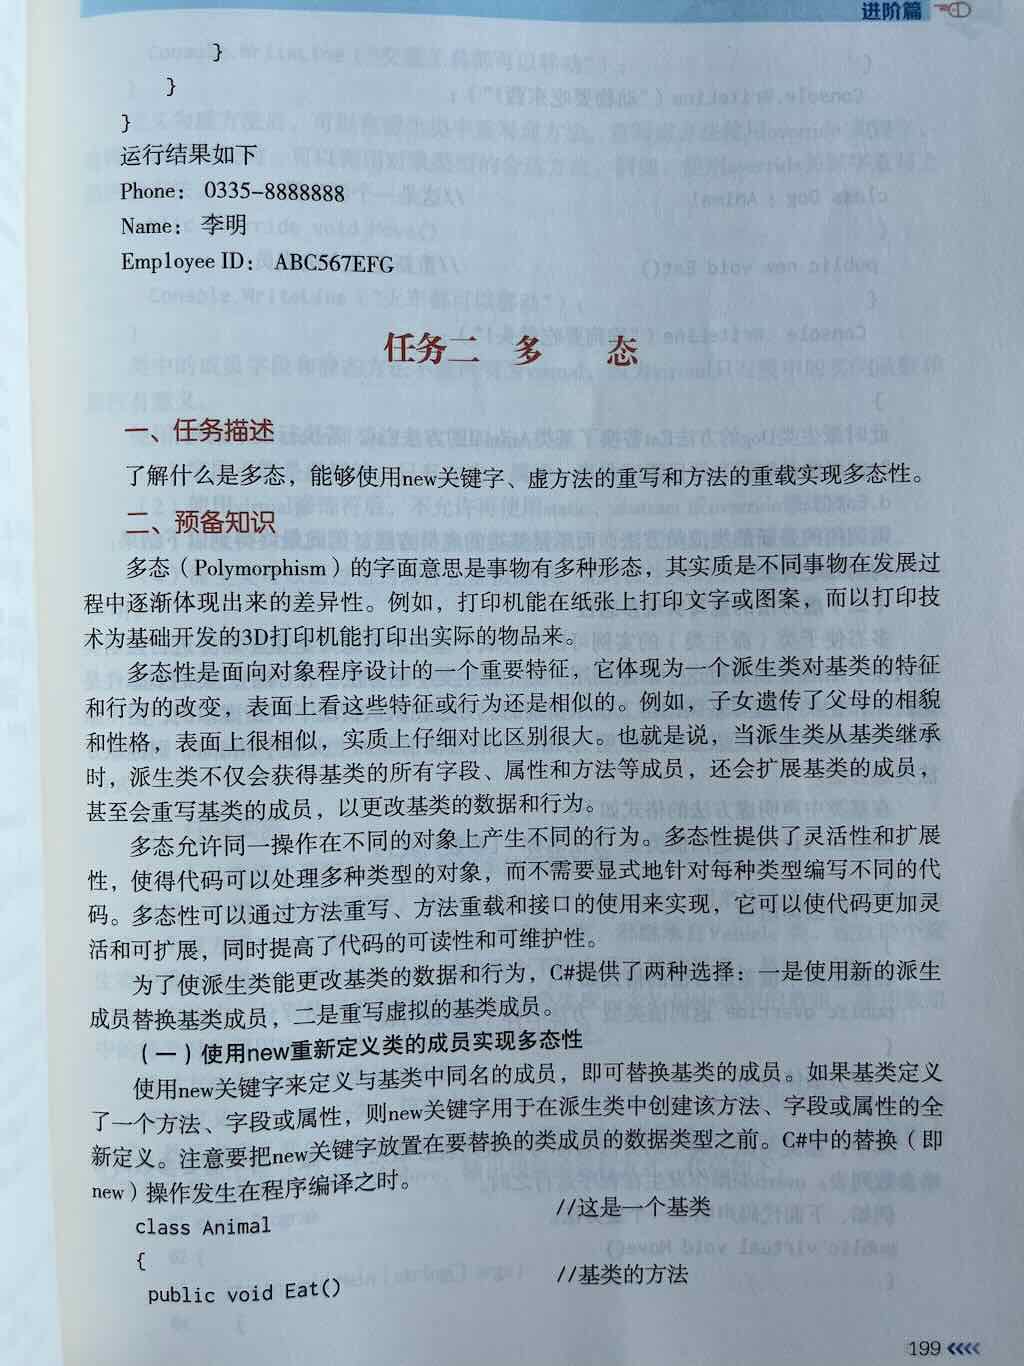 进阶篇
}
}
}
运行结果如下
Phone: 0335-8888888
Name: 李明
Employee ID: ABC567EFG
任务二 多 态
一、任务描述
了解什么是多态，能够使用new关键字、虚方法的重写和方法的重载实现多态性。
二、预备知识
多态（Polymorphism）的字面意思是事物有多种形态，其实质是不同事物在发展过
程中逐渐体现出来的差异性。例如，打印机能在纸张上打印文字或图案，而以打印技
术为基础开发的3D打印机能打印出实际的物品来。
多态性是面向对象程序设计的一个重要特征，它体现为一个派生类对基类的特征
和行为的改变，表面上看这些特征或行为还是相似的。例如，子女遗传了父母的相貌
和性格，表面上很相似，实质上仔细对比区别很大。也就是说，当派生类从基类继承
时，派生类不仅会获得基类的所有字段、属性和方法等成员，还会扩展基类的成员，
甚至会重写基类的成员，以更改基类的数据和行为。
多态允许同一操作在不同的对象上产生不同的行为。多态性提供了灵活性和扩展
性，使得代码可以处理多种类型的对象，而不需要显式地针对每种类型编写不同的代
码。多态性可以通过方法重写、方法重载和接口的使用来实现，它可以使代码更加灵
活和可扩展，同时提高了代码的可读性和可维护性。
为了使派生类能更改基类的数据和行为，C#提供了两种选择：一是使用新的派生
成员替换基类成员，二是重写虚拟的基类成员。
（一）使用new重新定义类的成员实现多态性
使用new关键字来定义与基类中同名的成员，即可替换基类的成员。如果基类定义
了一个方法、字段或属性，则new关键字用于在派生类中创建该方法、字段或属性的全
新定义。注意要把new关键字放置在要替换的类成员的数据类型之前。C#中的替换（即
new）操作发生在程序编译之时。
class Animal //这是一个基类
{
public void Eat() //基类的方法
199